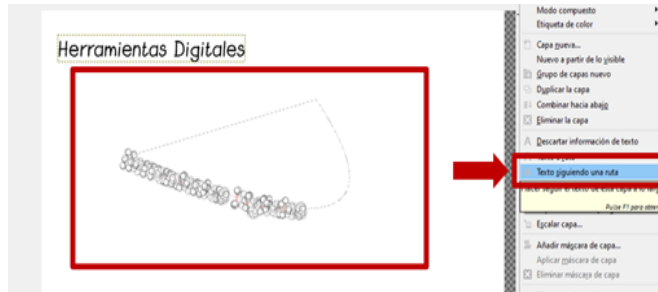 Modo compuesto
Etiqueta de color
Herramientas Digitales
Capa nueva...
Nuevo a partir de lo visible
Grupo de capas nuevo
Duplicar la capa
Combinar hacia abajo
Eliminar la capa
Descartar información de texto
Texto siguiendo una ruta
Pulse F1 para
Escalar capa...
Añadir máscara de capa...
Aplicar máscara de capa
Eliminar máscara de capa